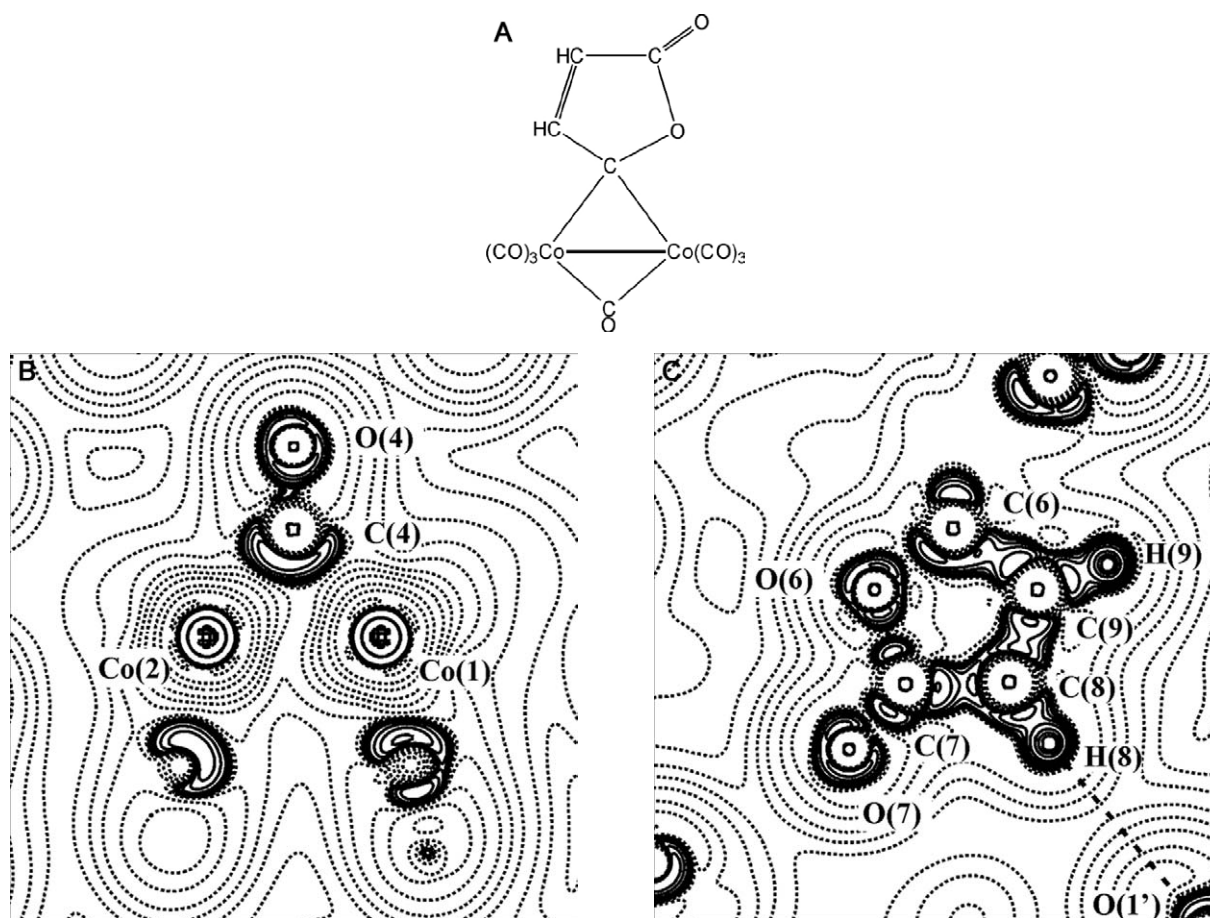 A
O
HC
C
HC
O
C
(CO)₃Co
Co(CO)₃
C
O
B
O(4)
C(4)
Co(2)
Co(1)
C
C(6)
O(6)
H(9)
C(9)
C(8)
C(7)
H(8)
O(7)
O(1')